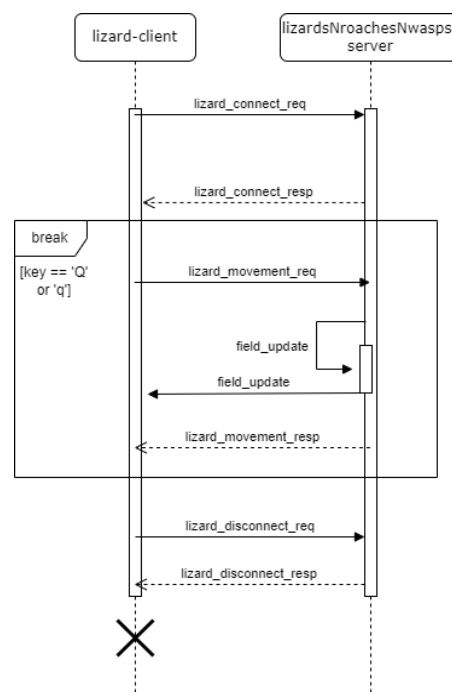 lizard-client
lizardsNroachesNwasps
server
lizard_connect_req
lizard_connect_resp
break
[key == 'Q'
or 'q']
lizard_movement_req
field_update
field_update
lizard_movement_resp
lizard_disconnect_req
lizard_disconnect_resp